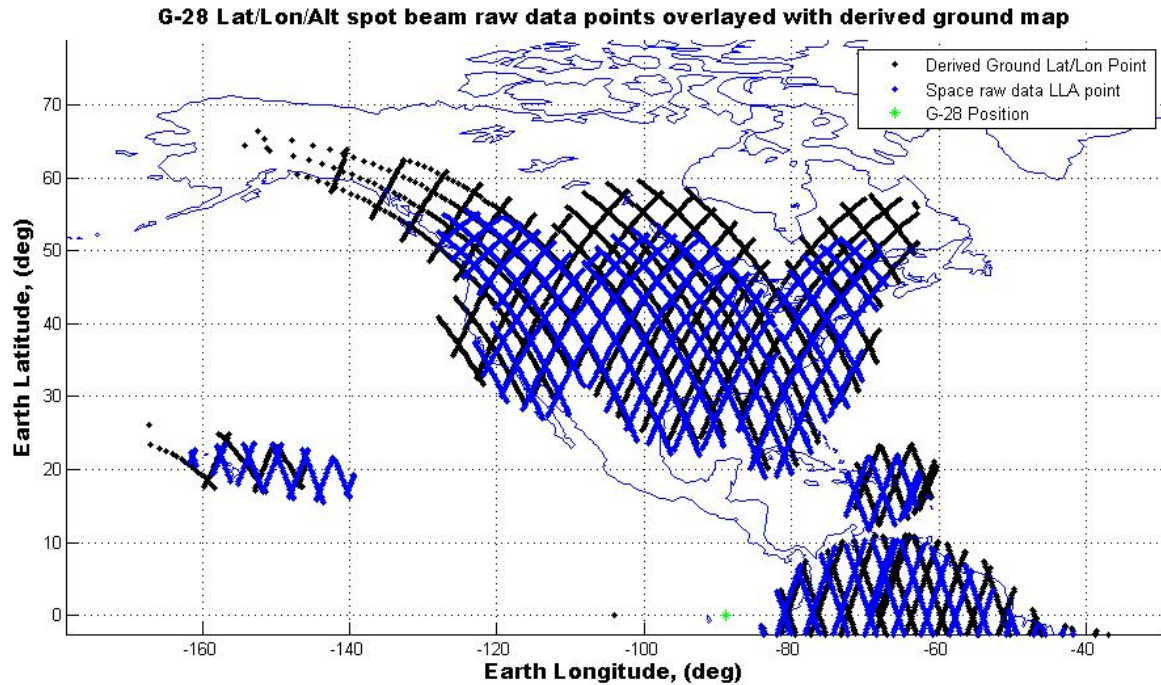 G-28 Lat/Lon/Alt spot beam raw data points overlayed with derived ground map
Derived Ground Lat/Lon Point
Space raw data LLA point
G-28 Position
Earth Latitude, (deg)
70
60
50
40
30
20
10
0
-160
-140
-120
-100
-80
-60
-40
Earth Longitude, (deg)